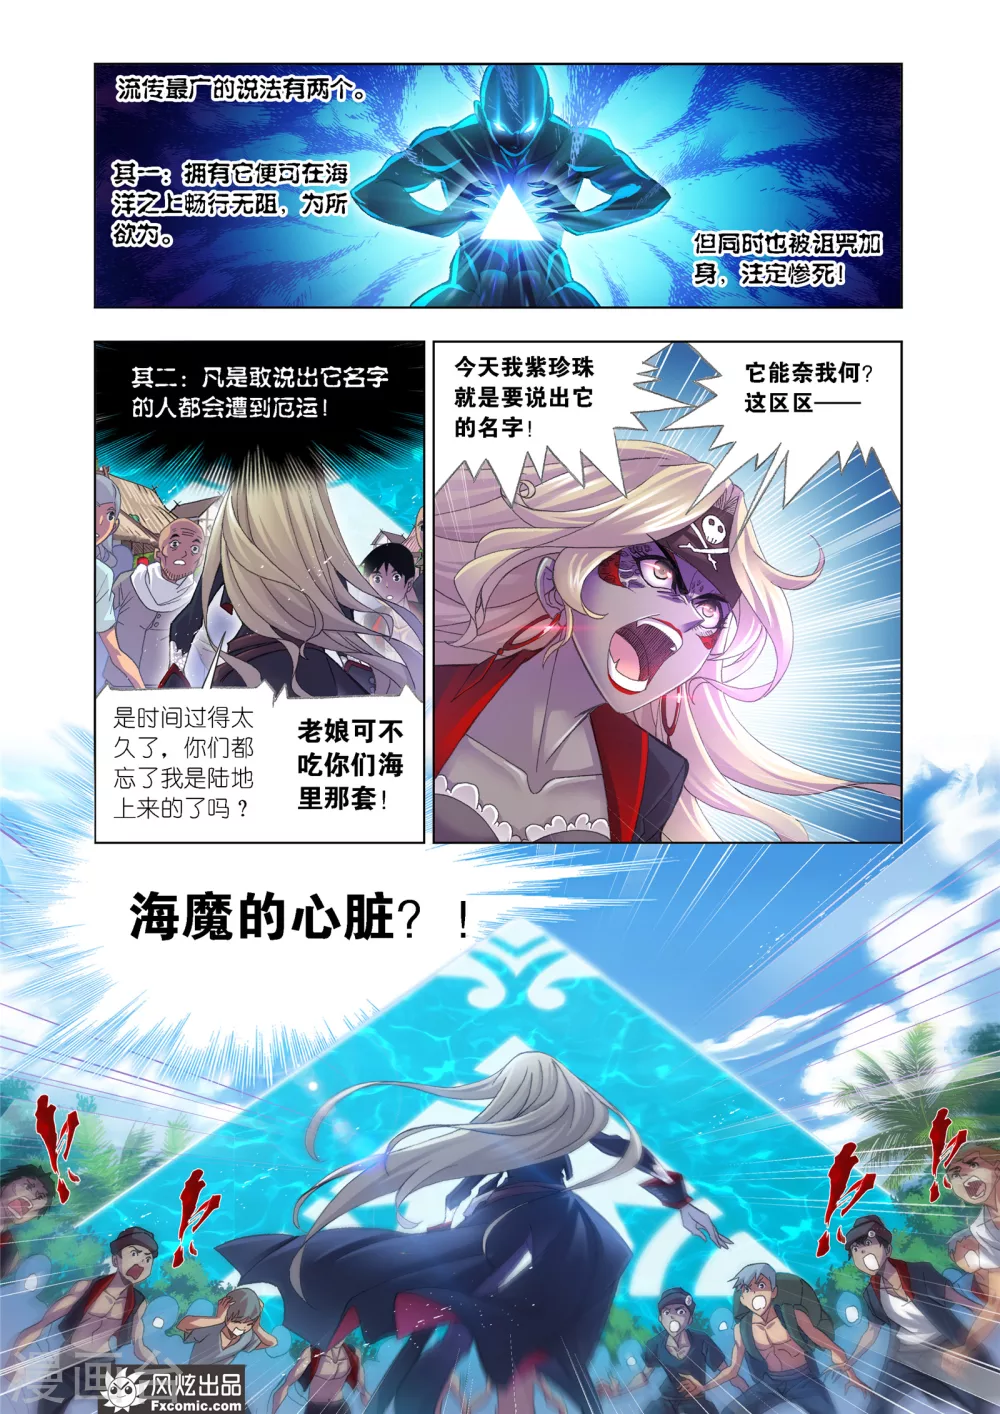 流传最广的说法有两个。
其一：拥有它便可在海
洋之上畅行无阻，为所
欲为。
但同时也被诅咒加
身，注定惨死！
其二：凡是敢说出它名字
的人都会遭到厄运！
是时间过得太
久了，你们都
忘了我是陆地
上来的了吗？
老娘可不
吃你们海
里那套！
今天我紫珍珠
就是要说出它
的名字！
它能奈我何？
这区区——
海魔的心脏？！
漫画台
风炫出品
Fxcomic.com